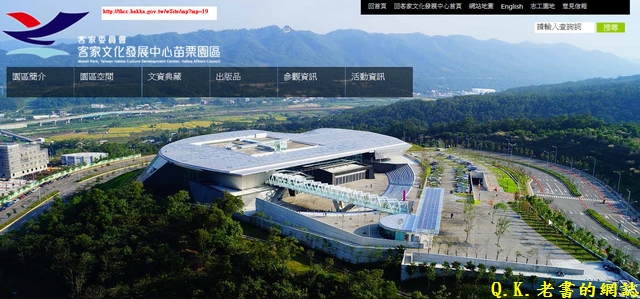 http://thcc.hakka.gov.tw/wSite/mp?mp=19
回首頁 回客家文化發展中心首頁 網站地圖 English 志工園地 意見信箱
請輸入查詢詞 搜尋
客家委員會
客家文化發展中心苗栗園區
Miaoli Park, Taiwan Hakka Culture Development Center, Hakka Affairs Council
園區簡介 園區空間 文資典藏 出版品 參觀資訊 活動資訊
Q.K.老書的網誌